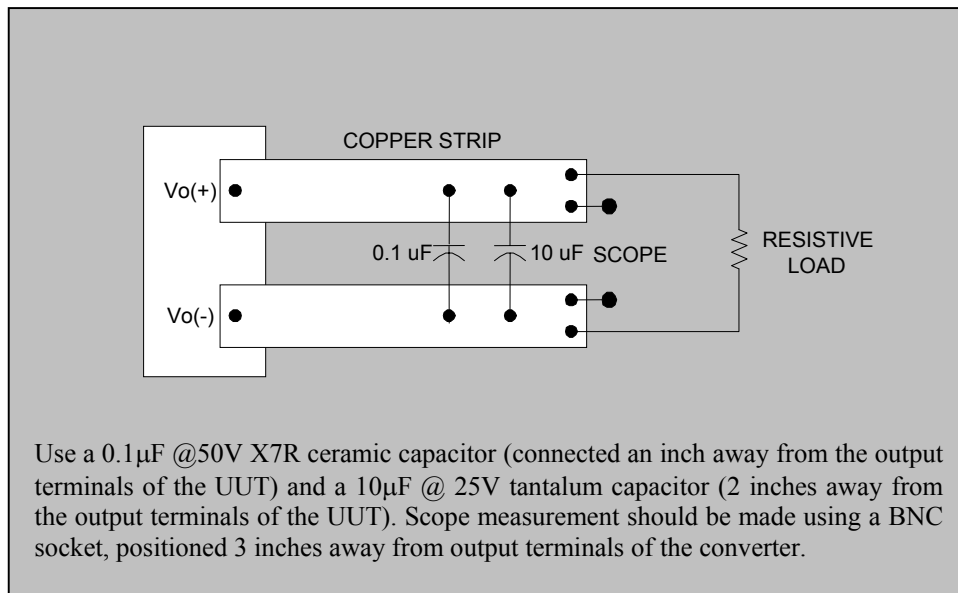 COPPER STRIP
Vo(+)
0.1 uF
10 uF
SCOPE
RESISTIVE
LOAD
Vo(-)
Use a 0.1μF @50V X7R ceramic capacitor (connected an inch away from the output
terminals of the UUT) and a 10μF @ 25V tantalum capacitor (2 inches away from
the output terminals of the UUT). Scope measurement should be made using a BNC
socket, positioned 3 inches away from output terminals of the converter.